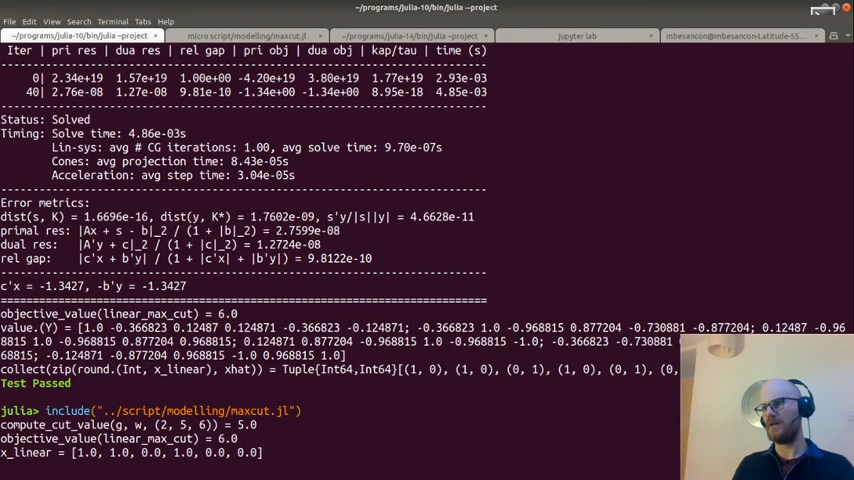 ~/programs/julia-10/bin/julia --project
File Edit View Search Terminal Tabs Help
~/programs/julia-10/bin/julia --project × micro script/modelling/maxcut.jl × ~/programs/julia-14/bin/julia --project × jupyter lab × mbesancon@mbesancon-Latitude-55... ×
Iter | pri res | dua res | rel gap | pri obj | dua obj | kap/tau | time (s)
0| 2.34e+19 1.57e+19 1.00e+00 -4.20e+19 3.80e+19 1.77e+19 2.93e-03
40| 2.76e-08 1.27e-08 9.81e-10 -1.34e+00 -1.34e+00 8.95e-18 4.85e-03
Status: Solved
Timing: Solve time: 4.86e-03s
Lin-sys: avg # CG iterations: 1.00, avg solve time: 9.70e-07s
Cones: avg projection time: 8.43e-05s
Acceleration: avg step time: 3.04e-05s
Error metrics:
dist(s, K) = 1.6696e-16, dist(y, K*) = 1.7602e-09, s'y/|s||y| = 4.6628e-11
primal res: |Ax + s - b|_2 / (1 + |b|_2) = 2.7599e-08
dual res: |A'y + c|_2 / (1 + |c|_2) = 1.2724e-08
rel gap: |c'x + b'y| / (1 + |c'x| + |b'y|) = 9.8122e-10
c'x = -1.3427, -b'y = -1.3427
objective_value(linear_max_cut) = 6.0
value.(Y) = [1.0 -0.366823 0.12487 0.124871 -0.366823 -0.124871; -0.366823 1.0 -0.968815 0.877204 -0.730881 -0.877204; 0.12487 -0.96
8815 1.0 -0.968815 0.877204 0.968815; 0.124871 0.877204 -0.968815 1.0 -0.968815 -1.0; -0.366823 -0.730881
68815; -0.124871 -0.877204 0.968815 -1.0 0.968815 1.0]
collect(zip(round.(Int, x_linear), xhat)) = Tuple{Int64,Int64}[(1, 0), (1, 0), (0, 1), (1, 0), (0, 1), (0,
Test Passed
julia> include("../script/modelling/maxcut.jl")
compute_cut_value(g, w, (2, 5, 6)) = 5.0
objective_value(linear_max_cut) = 6.0
x_linear = [1.0, 1.0, 0.0, 1.0, 0.0, 0.0]